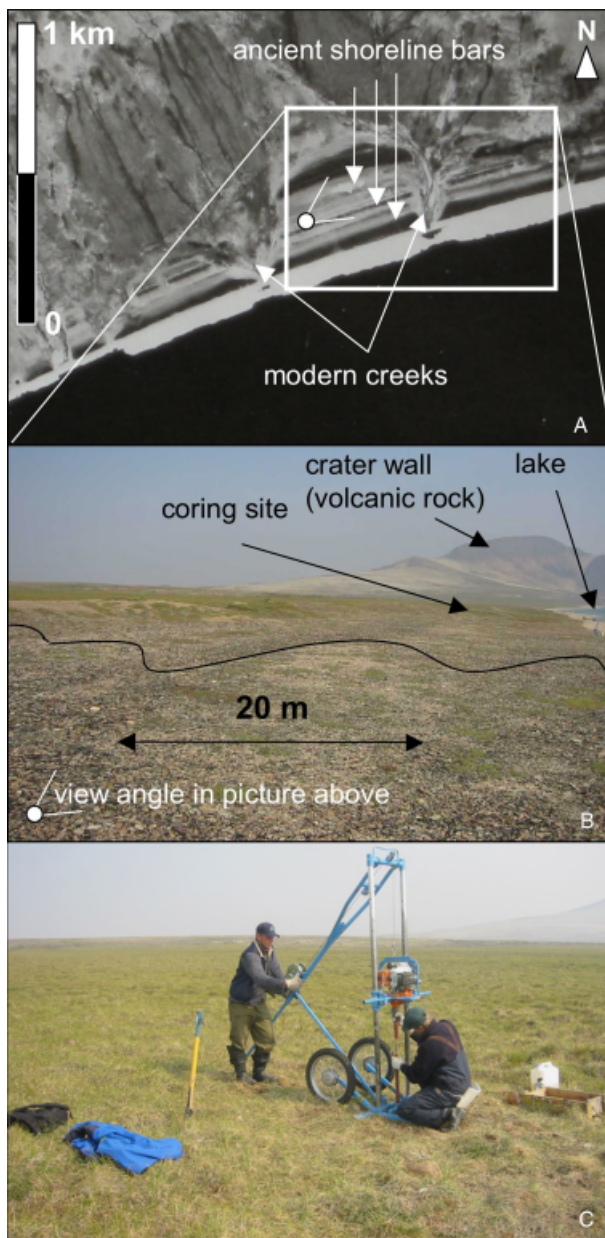 1 km
ancient shoreline bars
N
0
modern creeks
A
crater wall
(volcanic rock)
lake
coring site
20 m
view angle in picture above
B
C